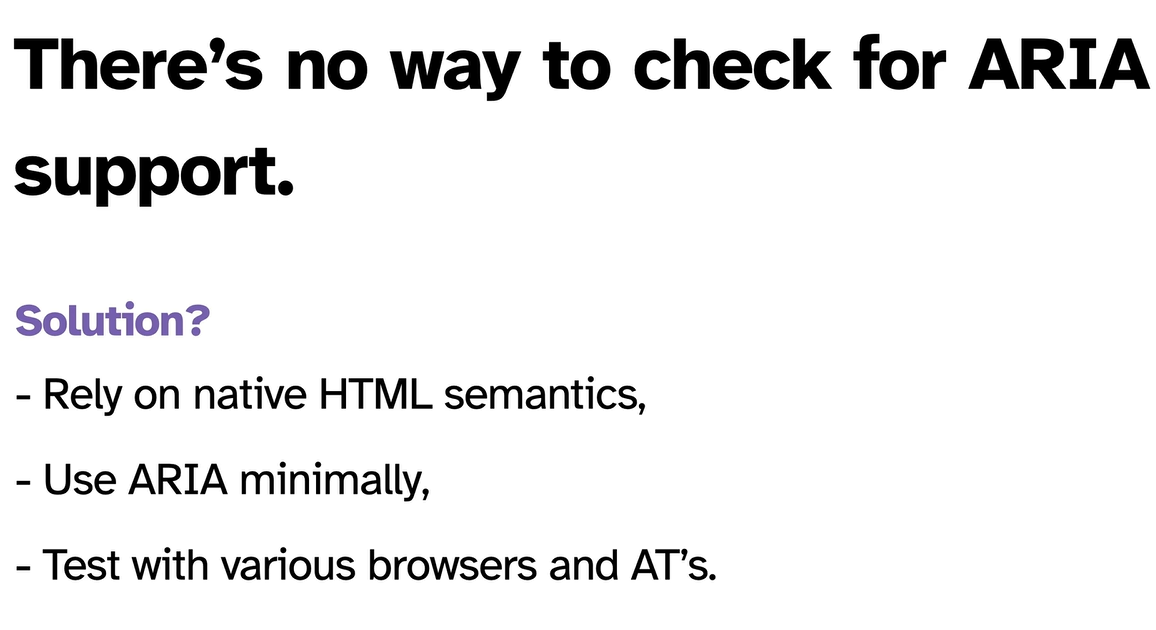 There’s no way to check for ARIA
support.
Solution?
- Rely on native HTML semantics,
- Use ARIA minimally,
- Test with various browsers and AT’s.